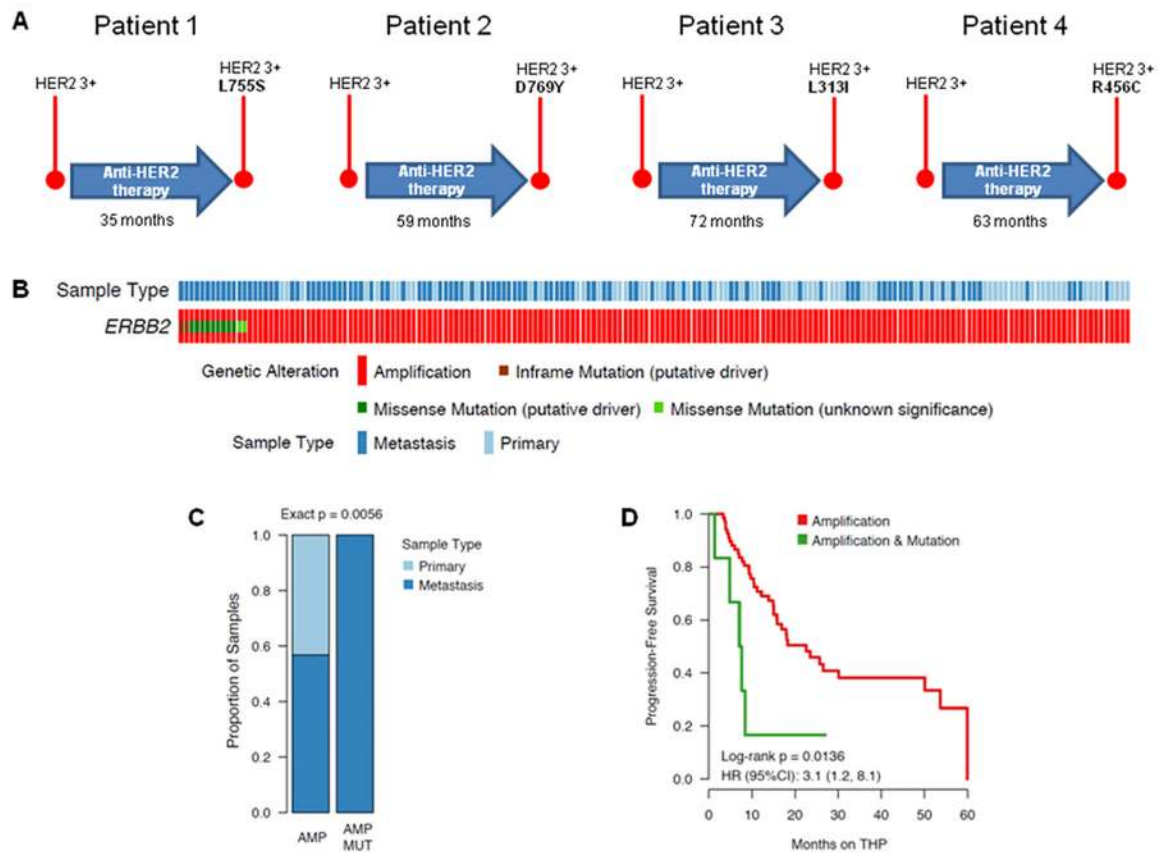 A
Patient 1
Patient 2
Patient 3
Patient 4
HER2 3+
HER2 3+
L755S
HER2 3+
HER2 3+
D769Y
HER2 3+
HER2 3+
L313I
HER2 3+
HER2 3+
R456C
Anti-HER2
therapy
Anti-HER2
therapy
Anti-HER2
therapy
Anti-HER2
therapy
35 months
59 months
72 months
63 months
B
Sample Type
ERBB2
Genetic Alteration
Amplification
Inframe Mutation (putative driver)
Missense Mutation (putative driver)
Missense Mutation (unknown significance)
Sample Type
Metastasis
Primary
C
Exact p = 0.0056
Sample Type
Primary
Metastasis
Proportion of Samples
1.0
0.8
0.6
0.4
0.2
0.0
AMP
AMP
MUT
D
Amplification
Amplification & Mutation
Progression-Free Survival
1.0
0.8
0.6
0.4
0.2
0.0
Log-rank p = 0.0136
HR (95%CI): 3.1 (1.2, 8.1)
0 10 20 30 40 50 60
Months on THP